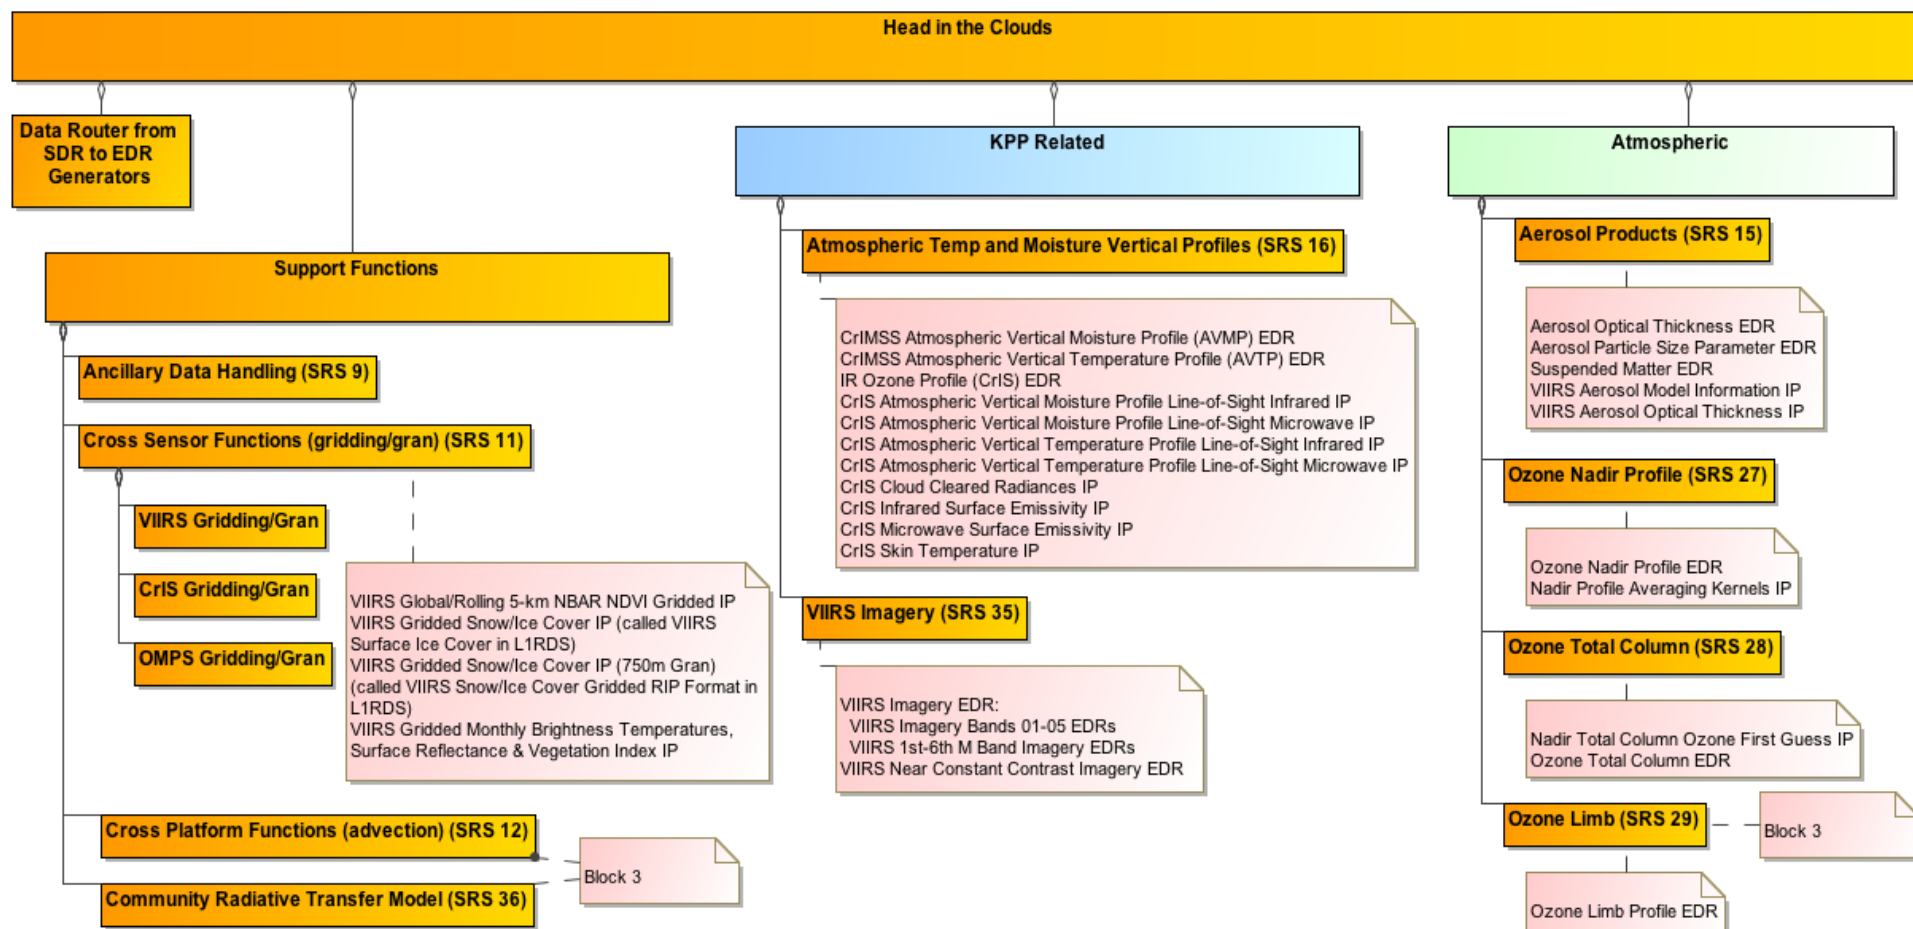 Head in the Clouds
Data Router from
SDR to EDR
Generators
Support Functions
Ancillary Data Handling (SRS 9)
Cross Sensor Functions (gridding/gran) (SRS 11)
VIIRS Gridding/Gran
CrIS Gridding/Gran
OMPS Gridding/Gran
VIIRS Global/Rolling 5-km NBAR NDVI Gridded IP
VIIRS Gridded Snow/Ice Cover IP (called VIIRS
Surface Ice Cover in L1RDS)
VIIRS Gridded Snow/Ice Cover IP (750m Gran)
(called VIIRS Snow/Ice Cover Gridded RIP Format in
L1RDS)
VIIRS Gridded Monthly Brightness Temperatures,
Surface Reflectance & Vegetation Index IP
Cross Platform Functions (advection) (SRS 12)
Community Radiative Transfer Model (SRS 36)
Block 3
KPP Related
Atmospheric Temp and Moisture Vertical Profiles (SRS 16)
CrIMSS Atmospheric Vertical Moisture Profile (AVMP) EDR
CrIMSS Atmospheric Vertical Temperature Profile (AVTP) EDR
IR Ozone Profile (CrIS) EDR
CrIS Atmospheric Vertical Moisture Profile Line-of-Sight Infrared IP
CrIS Atmospheric Vertical Moisture Profile Line-of-Sight Microwave IP
CrIS Atmospheric Vertical Temperature Profile Line-of-Sight Infrared IP
CrIS Atmospheric Vertical Temperature Profile Line-of-Sight Microwave IP
CrIS Cloud Cleared Radiances IP
CrIS Infrared Surface Emissivity IP
CrIS Microwave Surface Emissivity IP
CrIS Skin Temperature IP
VIIRS Imagery (SRS 35)
VIIRS Imagery EDR:
VIIRS Imagery Bands 01-05 EDRs
VIIRS 1st-6th M Band Imagery EDRs
VIIRS Near Constant Contrast Imagery EDR
Atmospheric
Aerosol Products (SRS 15)
Aerosol Optical Thickness EDR
Aerosol Particle Size Parameter EDR
Suspended Matter EDR
VIIRS Aerosol Model Information IP
VIIRS Aerosol Optical Thickness IP
Ozone Nadir Profile (SRS 27)
Ozone Nadir Profile EDR
Nadir Profile Averaging Kernels IP
Ozone Total Column (SRS 28)
Nadir Total Column Ozone First Guess IP
Ozone Total Column EDR
Ozone Limb (SRS 29)
Block 3
Ozone Limb Profile EDR